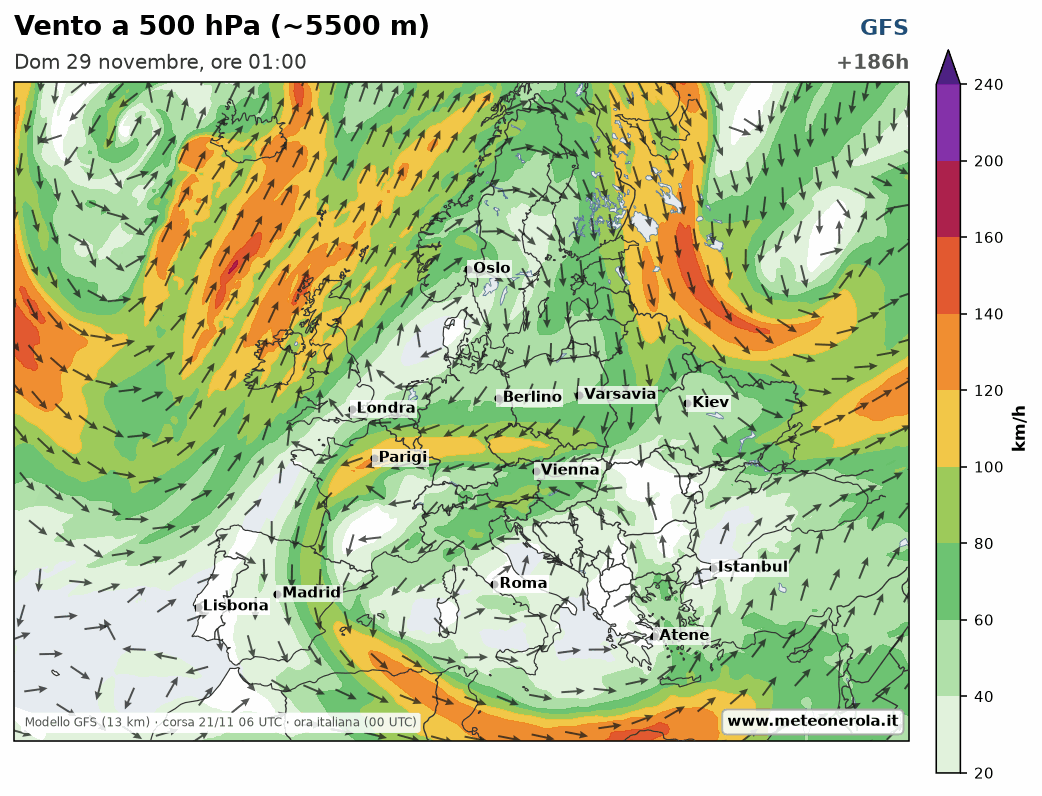 Vento a 500 hPa (~5500 m)
GFS
Dom 29 novembre, ore 01:00
+186h
240
200
160
140
120
100
80
60
40
20
km/h
Oslo
Berlino
Varsavia
Kiev
Londra
Parigi
Vienna
Istanbul
Roma
Madrid
Lisbona
Atene
Modello GFS (13 km) · corsa 21/11 06 UTC · ora italiana (00 UTC)
www.meteonerola.it